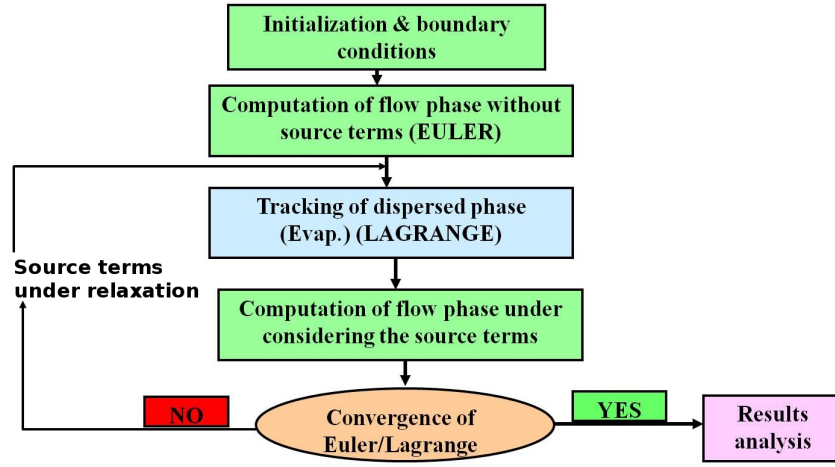 Initialization & boundary
conditions
Computation of flow phase without
source terms (EULER)
Tracking of dispersed phase
(Evap.) (LAGRANGE)
Source terms
under relaxation
Computation of flow phase under
considering the source terms
NO
Convergence of
Euler/Lagrange
YES
Results
analysis